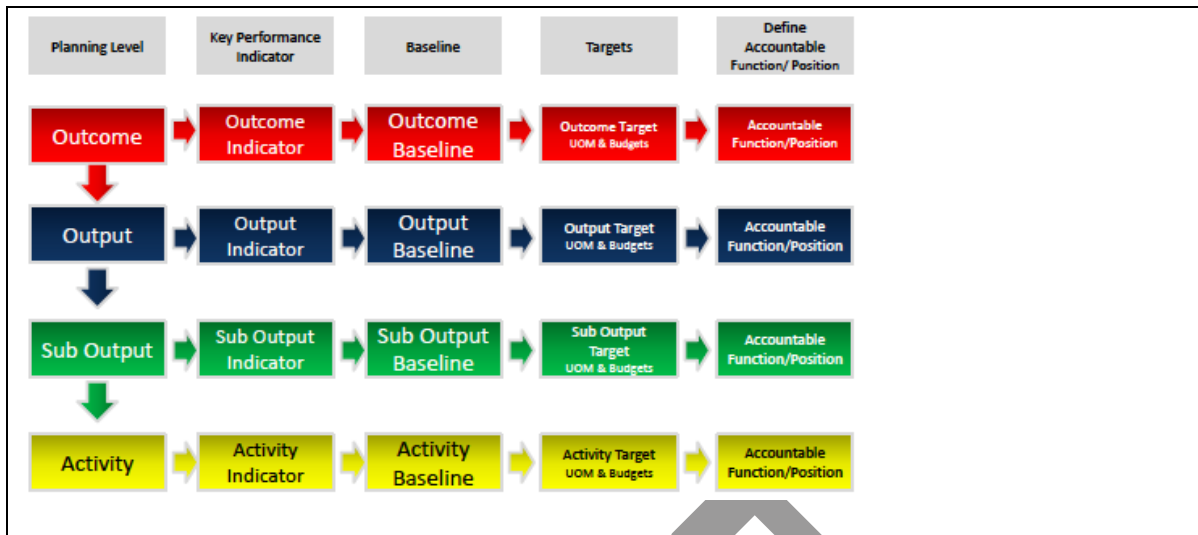 Planning Level
Key Performance
Indicator
Baseline
Targets
Define
Accountable
Function/ Position
Outcome
Outcome
Indicator
Outcome
Baseline
Outcome Target
UOM & Budgets
Accountable
Function/Position
Output
Output
Indicator
Output
Baseline
Output Target
UOM & Budgets
Accountable
Function/Position
Sub Output
Sub Output
Indicator
Sub Output
Baseline
Sub Output
Target
UOM & Budgets
Accountable
Function/Position
Activity
Activity
Indicator
Activity
Baseline
Activity Target
UOM & Budgets
Accountable
Function/Position